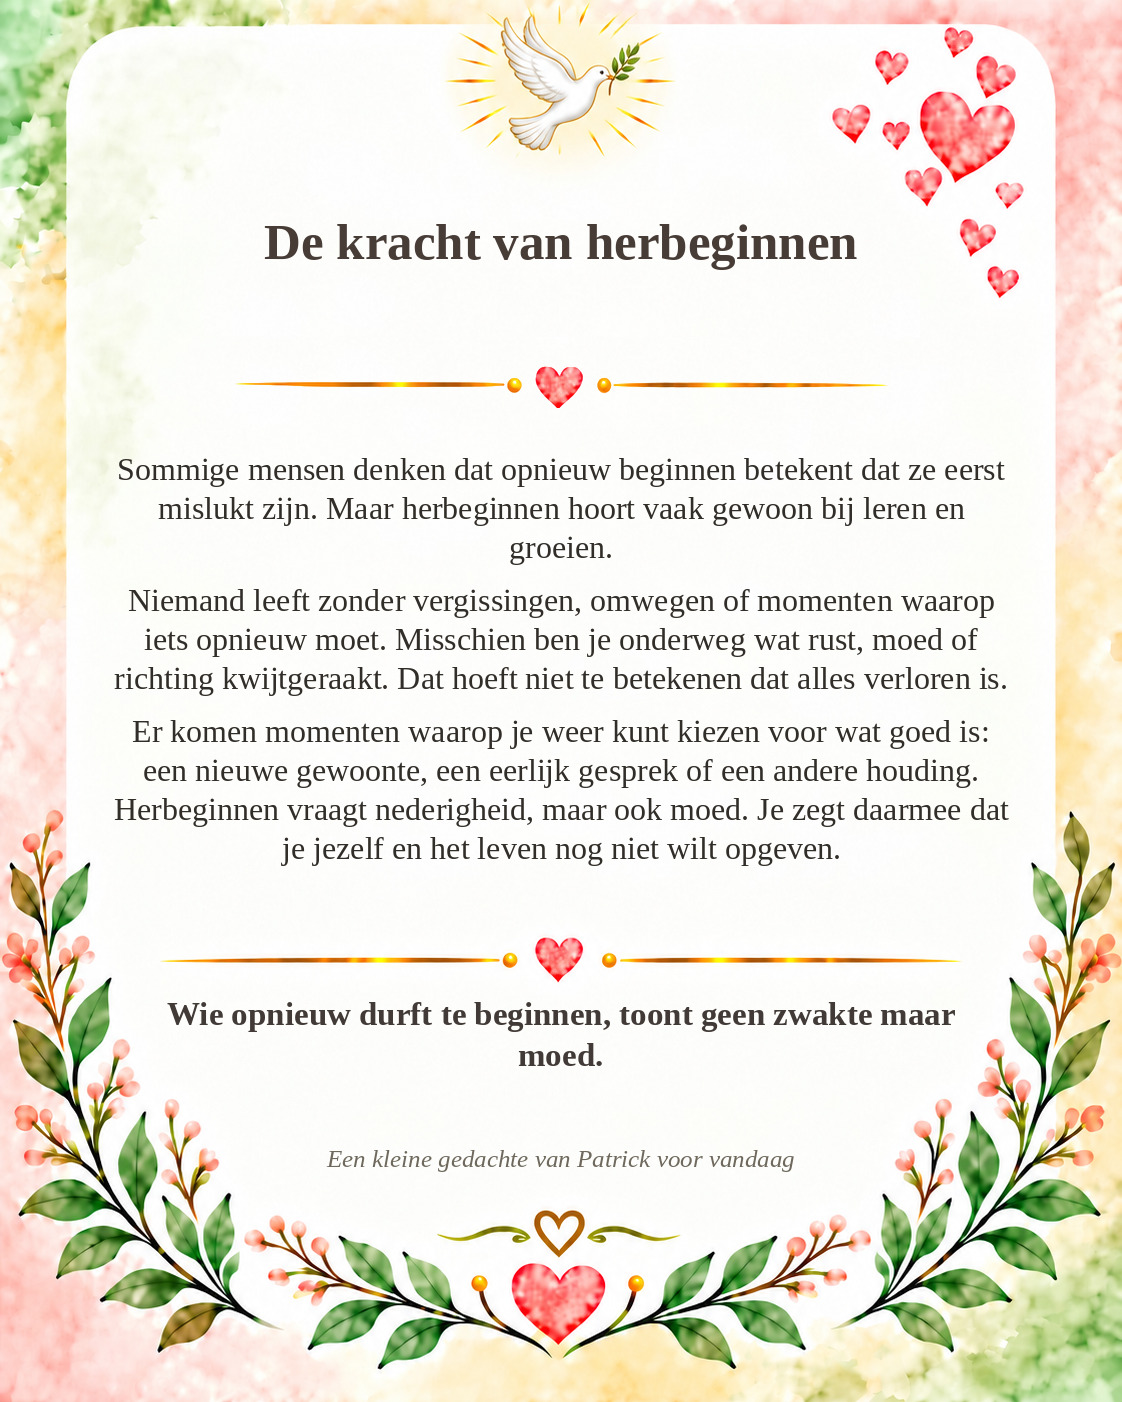 De kracht van herbeginnen
Sommige mensen denken dat opnieuw beginnen betekent dat ze eerst
mislukt zijn. Maar herbeginnen hoort vaak gewoon bij leren en
groeien.
Niemand leeft zonder vergissingen, omwegen of momenten waarop
iets opnieuw moet. Misschien ben je onderweg wat rust, moed of
richting kwijtgeraakt. Dat hoeft niet te betekenen dat alles verloren is.
Er komen momenten waarop je weer kunt kiezen voor wat goed is:
een nieuwe gewoonte, een eerlijk gesprek of een andere houding.
Herbeginnen vraagt nederigheid, maar ook moed. Je zegt daarmee dat
je jezelf en het leven nog niet wilt opgeven.
Wie opnieuw durft te beginnen, toont geen zwakte maar
moed.
Een kleine gedachte van Patrick voor vandaag